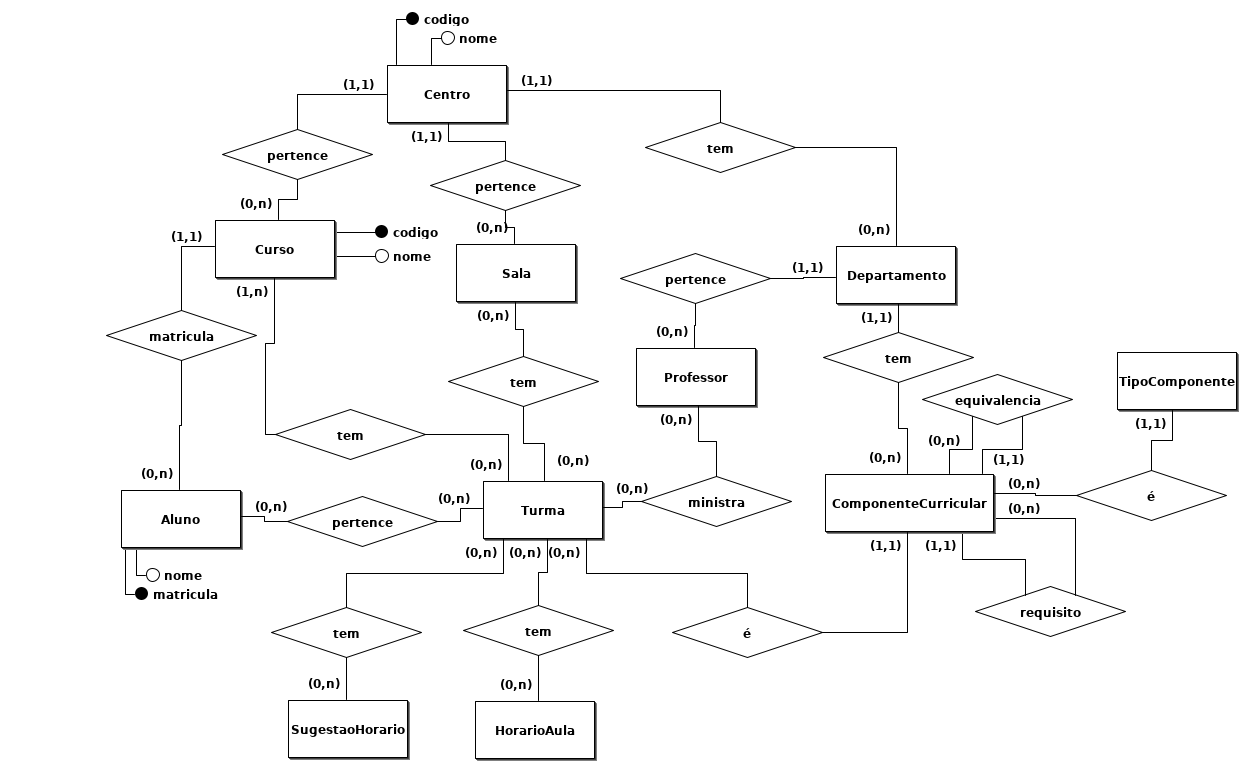 codigo
nome
(1,1)
Centro
(1,1)
(1,1)
pertence
tem
pertence
(0,n)
(0,n)
(0,n)
(1,1)
Curso
codigo
nome
Sala
pertence
(1,1)
Departamento
(1,n)
(0,n)
(0,n)
(1,1)
matricula
tem
Professor
tem
TipoComponente
equivalencia
(0,n)
(1,1)
tem
(0,n)
(0,n)
(0,n)
(0,n)
(1,1)
(0,n)
(0,n)
(0,n)
(0,n)
(0,n)
é
Aluno
pertence
Turma
ministra
ComponenteCurricular
(0,n)
(0,n)
(0,n)
(0,n)
(1,1)
(1,1)
nome
matricula
requisito
tem
tem
é
(0,n)
(0,n)
SugestaoHorario
HorarioAula